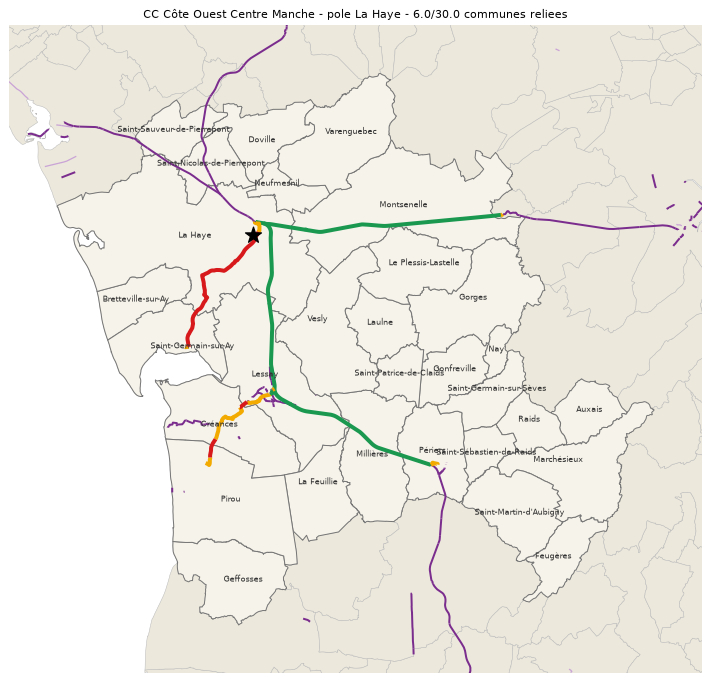 CC Côte Ouest Centre Manche - pole La Haye - 6.0/30.0 communes reliees
Saint-Sauveur-de-Pierrepont
Varenguebec
Doville
Saint-Nicolas-de-Pierrepont
Neufmesnil
Montsenelle
La Haye
Le Plessis-Lastelle
Bretteville-sur-Ay
Gorges
Vesly
Laulne
Saint-Germain-sur-Ay
Nay
Gonfreville
Saint-Patrice-de-Claids
Lessay
Saint-Germain-sur-Sèves
Auxais
Raids
Créances
Millières
Périers
Saint-Sébastien-de-Raids
Marchésieux
La Feuillie
Pirou
Saint-Martin-d'Aubigny
Feugères
Geffosses